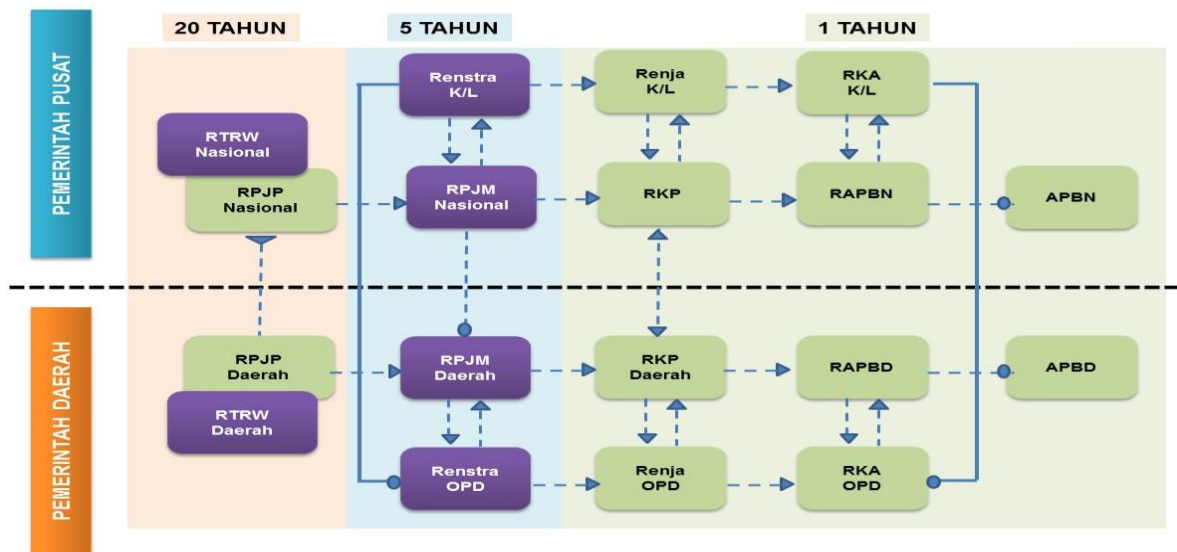 20 TAHUN
5 TAHUN
1 TAHUN
PEMERINTAH PUSAT
Renstra
K/L
Renja
K/L
RKA
K/L
RTRW
Nasional
RPJP
Nasional
RPJM
Nasional
RKP
RAPBN
APBN
PEMERINTAH DAERAH
RPJP
Daerah
RPJM
Daerah
RKP
Daerah
RAPBD
APBD
RTRW
Daerah
Renstra
OPD
Renja
OPD
RKA
OPD